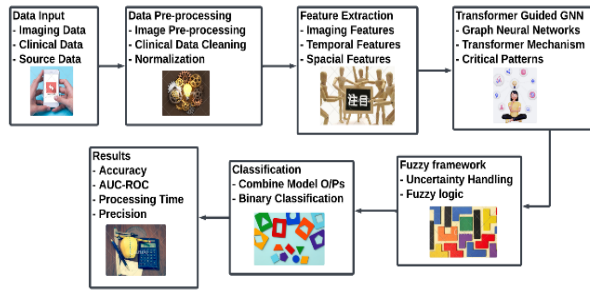 Data Input
- Imaging Data
- Clinical Data
- Source Data
Data Pre-processing
- Image Pre-processing
- Clinical Data Cleaning
- Normalization
Feature Extraction
- Imaging Features
- Temporal Features
- Spacial Features
注目
Transformer Guided GNN
- Graph Neural Networks
- Transformer Mechanism
- Critical Patterns
Fuzzy framework
- Uncertainty Handling
- Fuzzy logic
Classification
- Combine Model O/Ps
- Binary Classification
Results
- Accuracy
- AUC-ROC
- Processing Time
- Precision